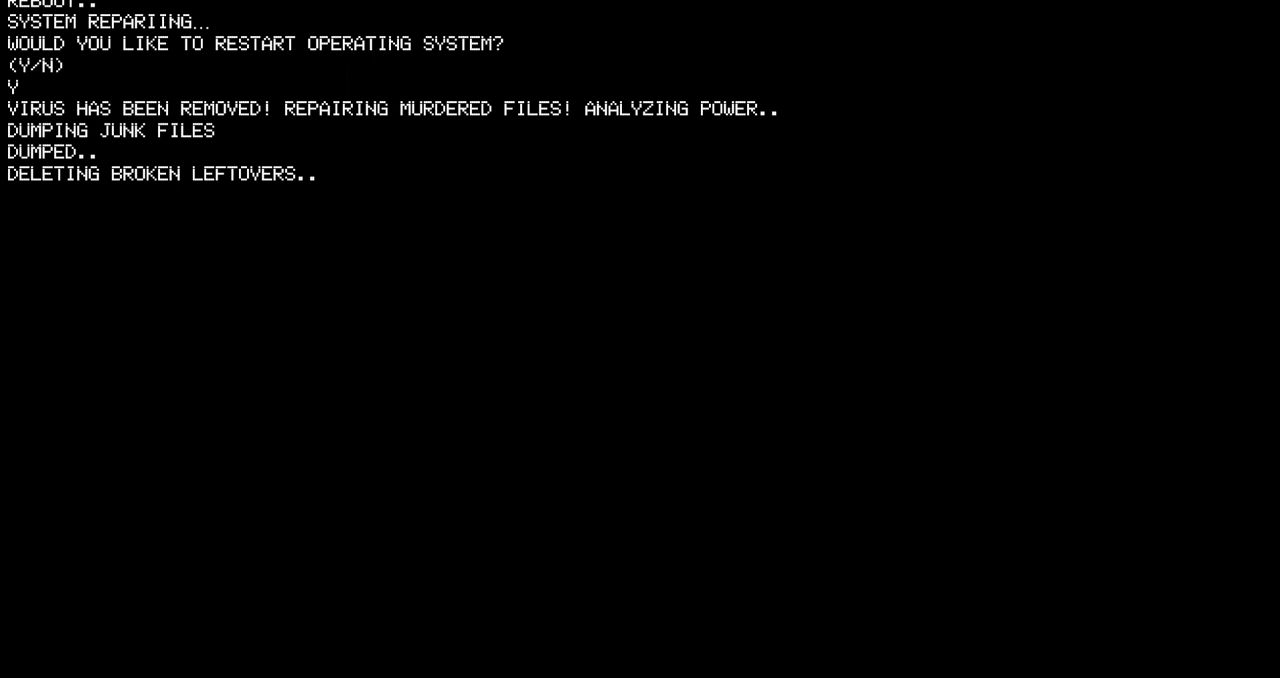 REBOOT..
SYSTEM REPARIING...
WOULD YOU LIKE TO RESTART OPERATING SYSTEM?
(Y/N)
Y
VIRUS HAS BEEN REMOVED! REPAIRING MURDERED FILES! ANALYZING POWER..
DUMPING JUNK FILES
DUMPED..
DELETING BROKEN LEFTOVERS..